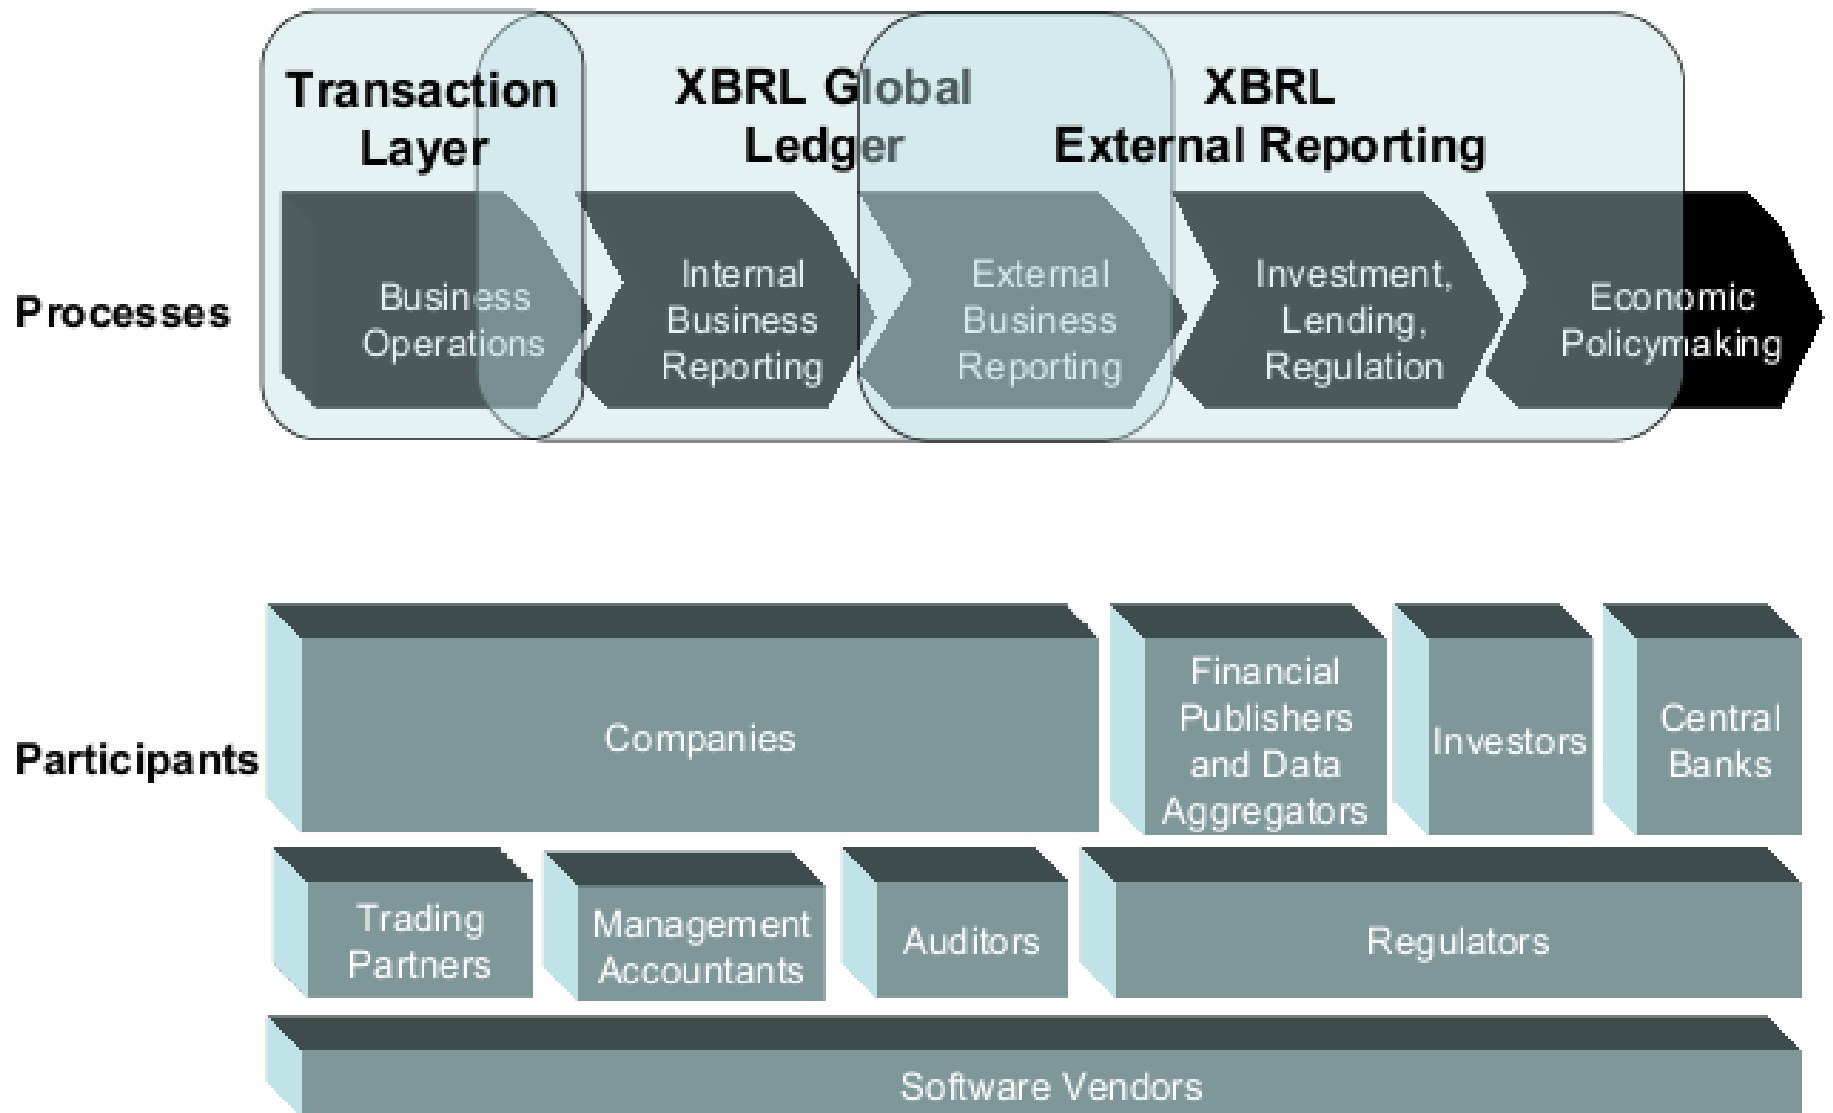 Transaction
Layer
XBRL Global
Ledger
XBRL
External Reporting
Processes
Business
Operations
Internal
Business
Reporting
External
Business
Reporting
Investment,
Lending,
Regulation
Economic
Policymaking
Participants
Companies
Financial
Publishers
and Data
Aggregators
Investors
Central
Banks
Trading
Partners
Management
Accountants
Auditors
Regulators
Software Vendors